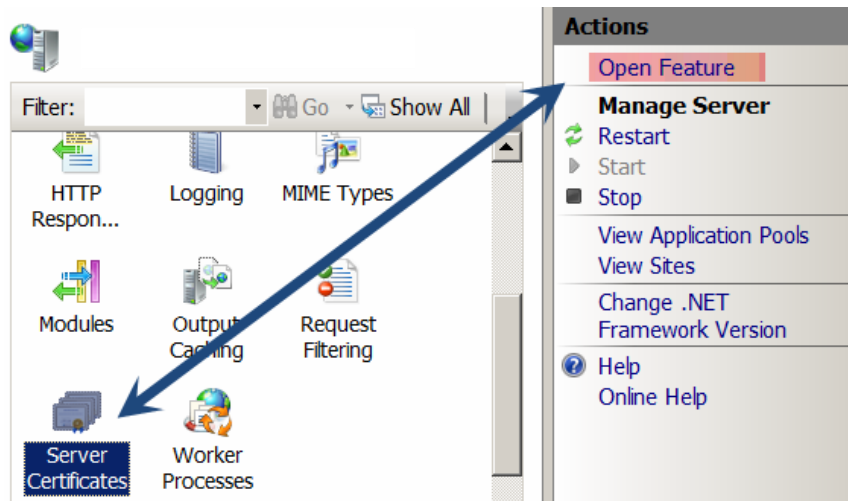 Filter:
Go
Show All
HTTP
Respon...
Logging
MIME Types
Modules
Output
Caching
Request
Filtering
Server
Certificates
Worker
Processes
Actions
Open Feature
Manage Server
Restart
Start
Stop
View Application Pools
View Sites
Change .NET
Framework Version
Help
Online Help